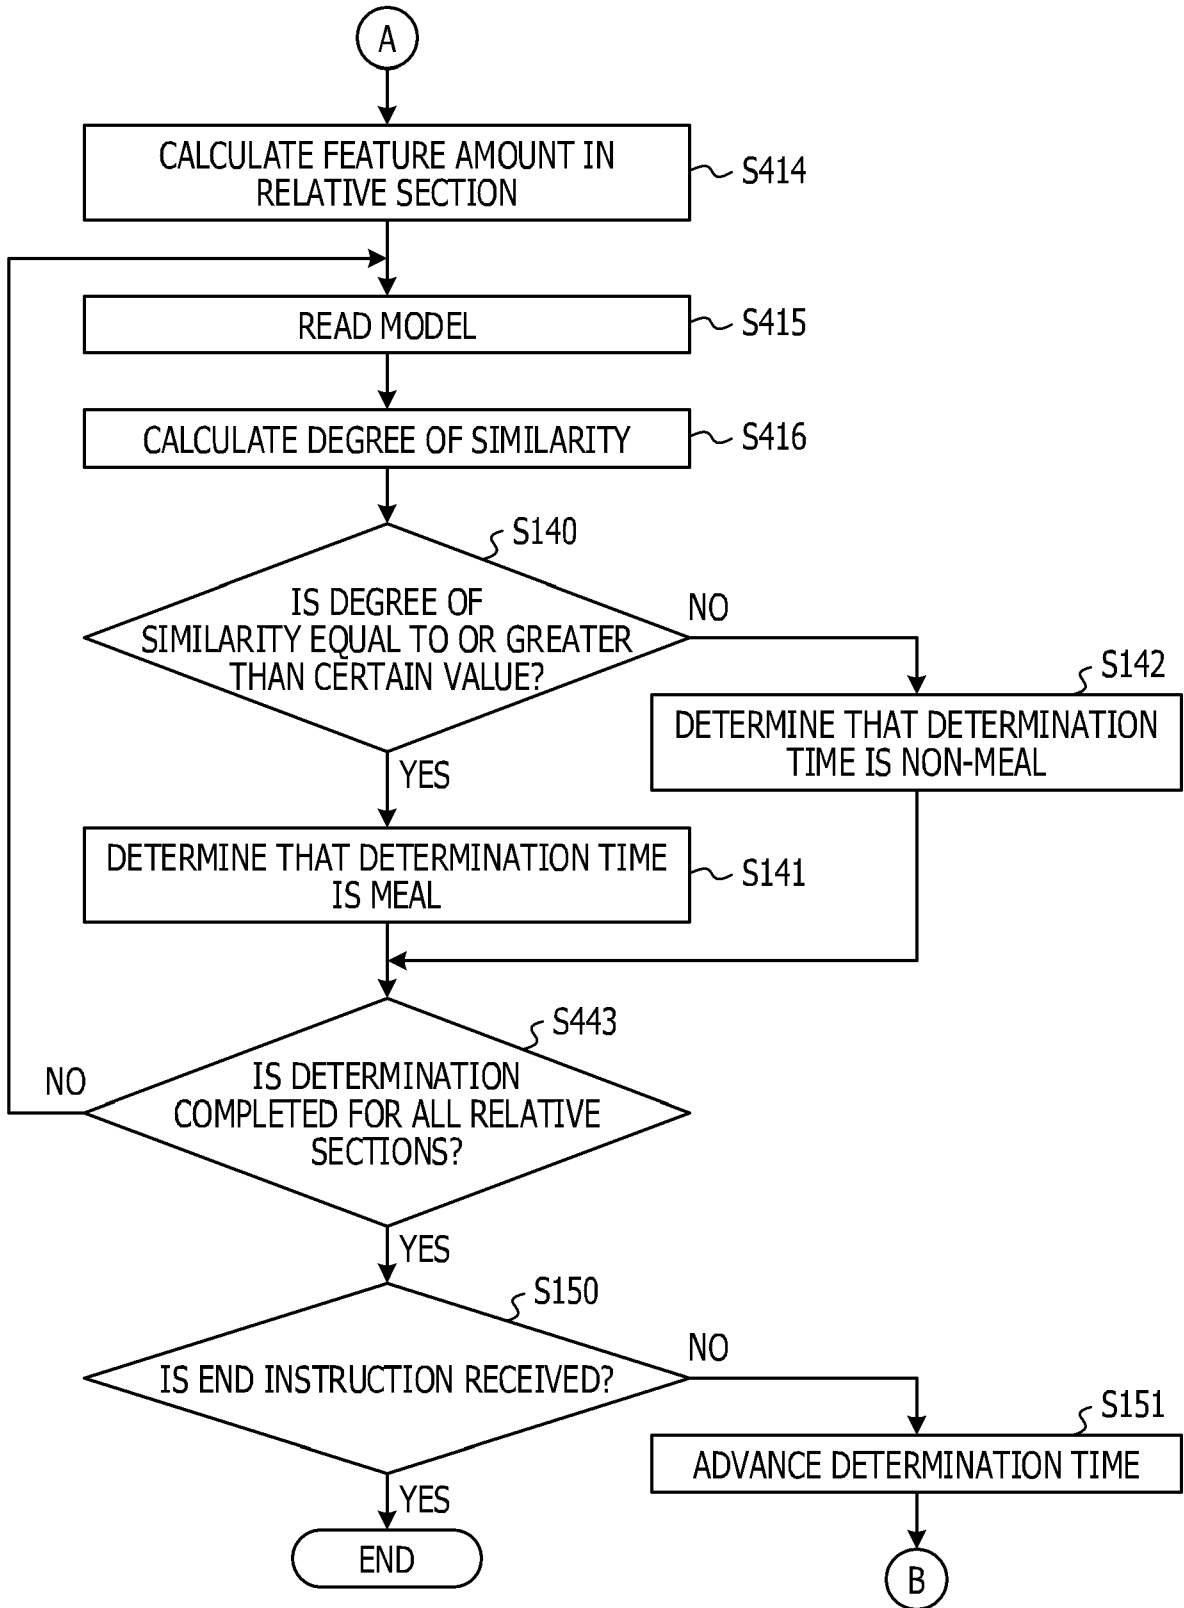 A
CALCULATE FEATURE AMOUNT IN
RELATIVE SECTION
S414
READ MODEL
S415
CALCULATE DEGREE OF SIMILARITY
S416
S140
IS DEGREE OF
SIMILARITY EQUAL TO OR GREATER
THAN CERTAIN VALUE?
NO
S142
DETERMINE THAT DETERMINATION
TIME IS NON-MEAL
YES
DETERMINE THAT DETERMINATION TIME
IS MEAL
S141
S443
IS DETERMINATION
COMPLETED FOR ALL RELATIVE
SECTIONS?
NO
YES
S150
IS END INSTRUCTION RECEIVED?
NO
S151
ADVANCE DETERMINATION TIME
YES
END
B